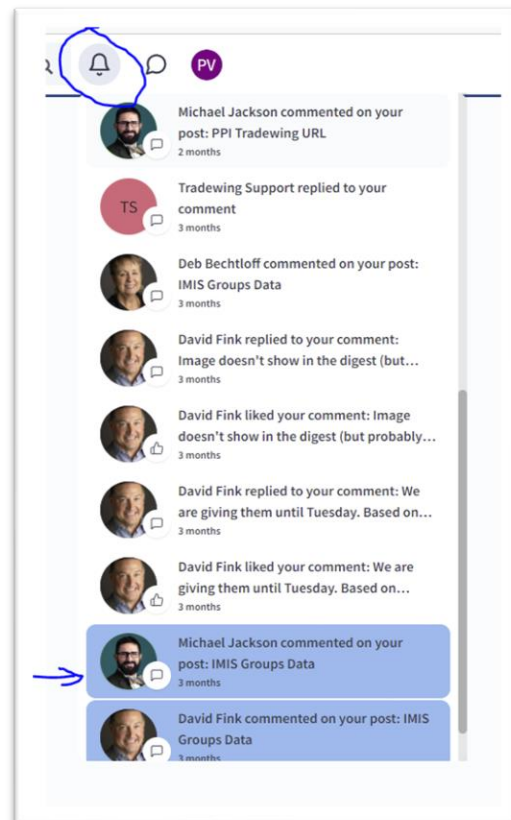 PV
Michael Jackson commented on your
post: PPI Tradewing URL
2 months
TS
Tradewing Support replied to your
comment
3 months
Deb Bechtloff commented on your post:
IMIS Groups Data
3 months
David Fink replied to your comment:
Image doesn't show in the digest (but...
3 months
David Fink liked your comment: Image
doesn't show in the digest (but probably...
3 months
David Fink replied to your comment: We
are giving them until Tuesday. Based on...
3 months
David Fink liked your comment: We are
giving them until Tuesday. Based on...
3 months
Michael Jackson commented on your
post: IMIS Groups Data
3 months
David Fink commented on your post: IMIS
Groups Data
3 months